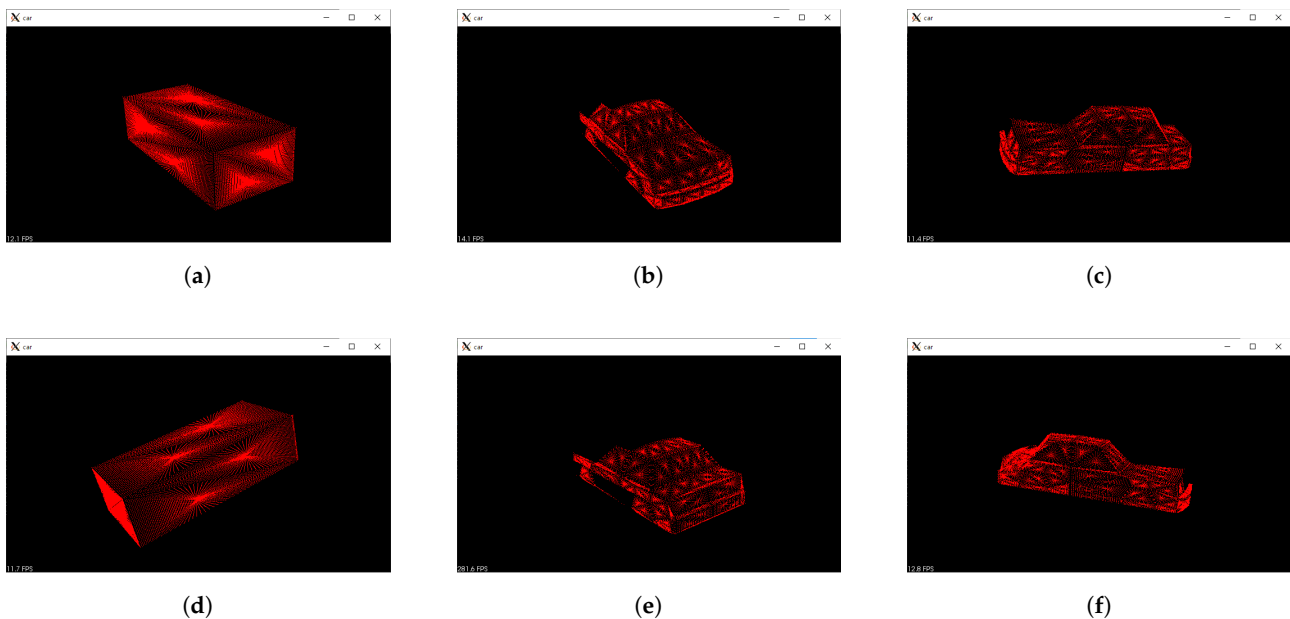 car
car
car
12.1 FPS
14.1 FPS
11.4 FPS
(a)
(b)
(c)
car
car
car
11.7 FPS
281.6 FPS
12.8 FPS
(d)
(e)
(f)